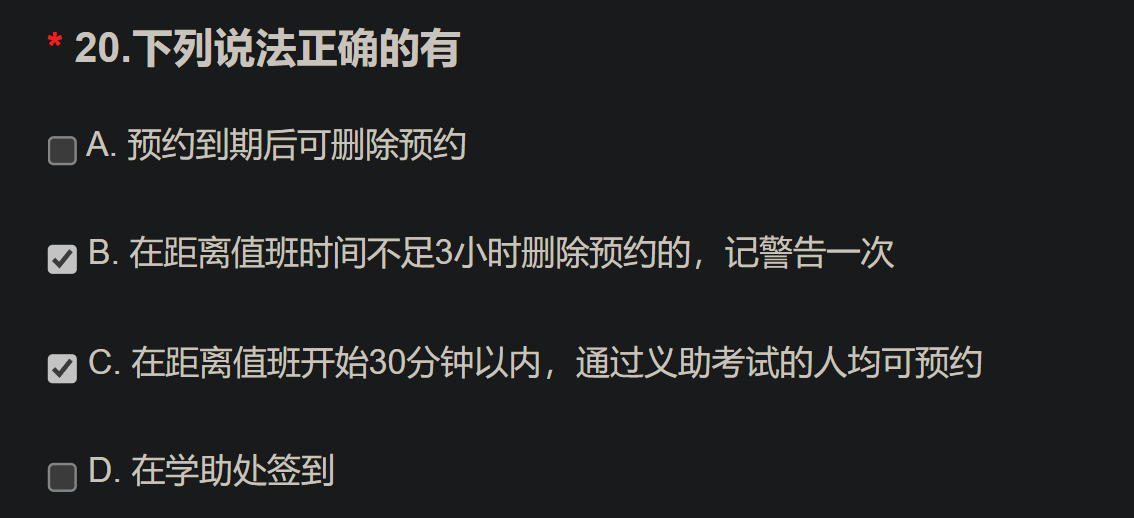 * 20.下列说法正确的有
A. 预约到期后可删除预约
B. 在距离值班时间不足3小时删除预约的，记警告一次
C. 在距离值班开始30分钟以内，通过义助考试的人均可预约
D. 在学助处签到